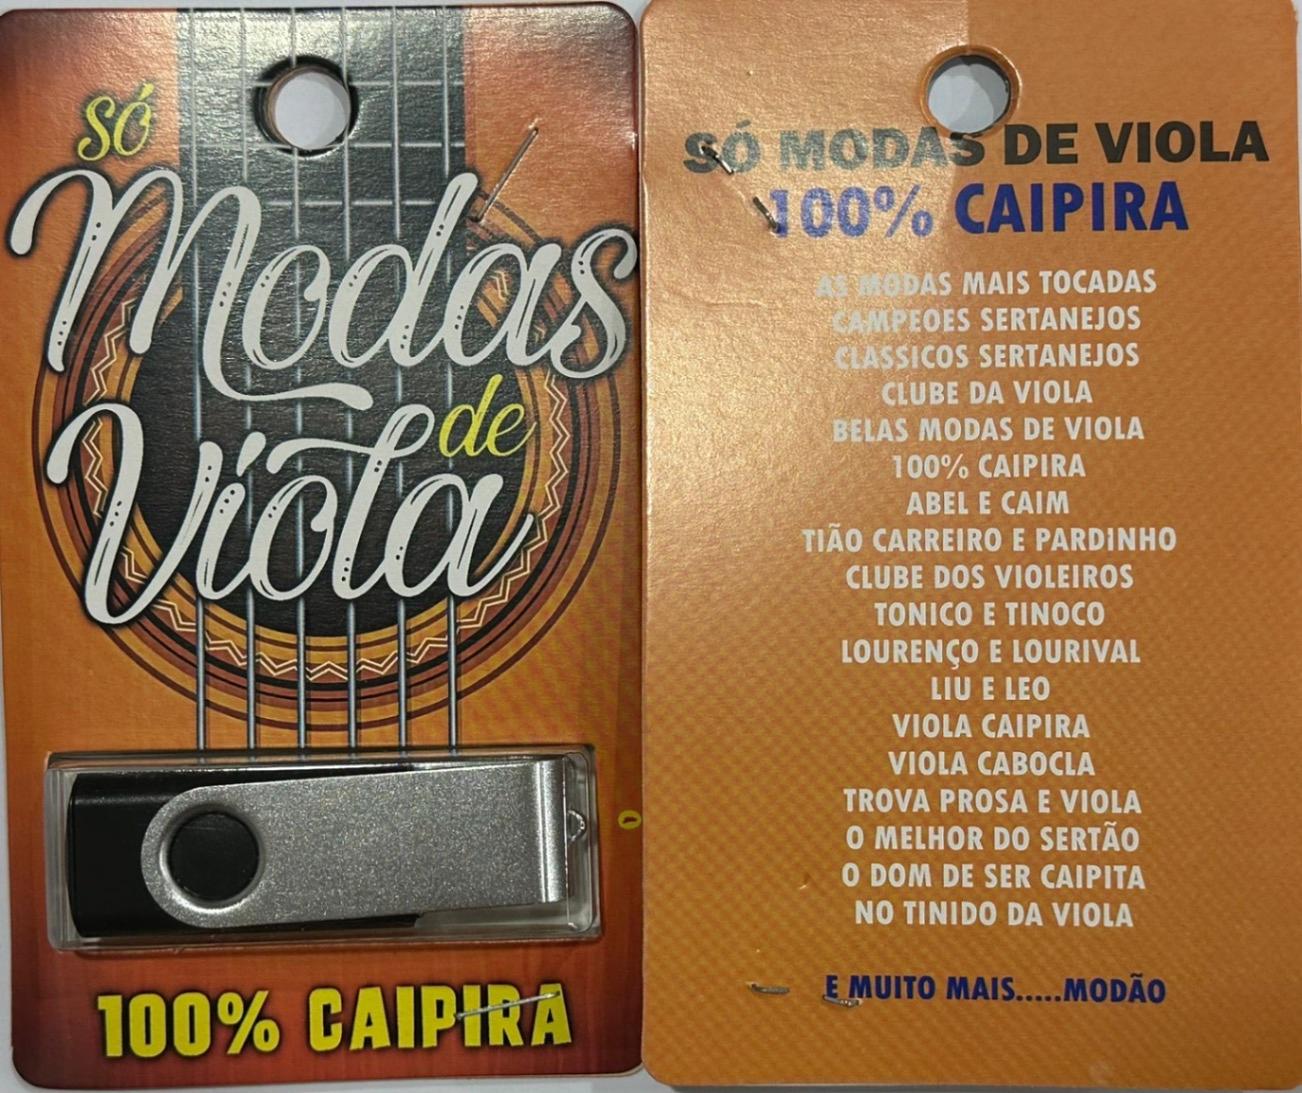 SÓ
Modas
de
Viola
100% CAIPIRA
SÓ MODAS DE VIOLA
100% CAIPIRA
AS MODAS MAIS TOCADAS
CAMPEOES SERTANEJOS
CLASSICOS SERTANEJOS
CLUBE DA VIOLA
BELAS MODAS DE VIOLA
100% CAIPIRA
ABEL E CAIM
TIÃO CARREIRO E PARDINHO
CLUBE DOS VIOLEIROS
TONICO E TINOCO
LOURENÇO E LOURIVAL
LIU E LEO
VIOLA CAIPIRA
VIOLA CABOCLA
TROVA PROSA E VIOLA
O MELHOR DO SERTÃO
O DOM DE SER CAIPITA
NO TINIDO DA VIOLA
E MUITO MAIS.....MODÃO